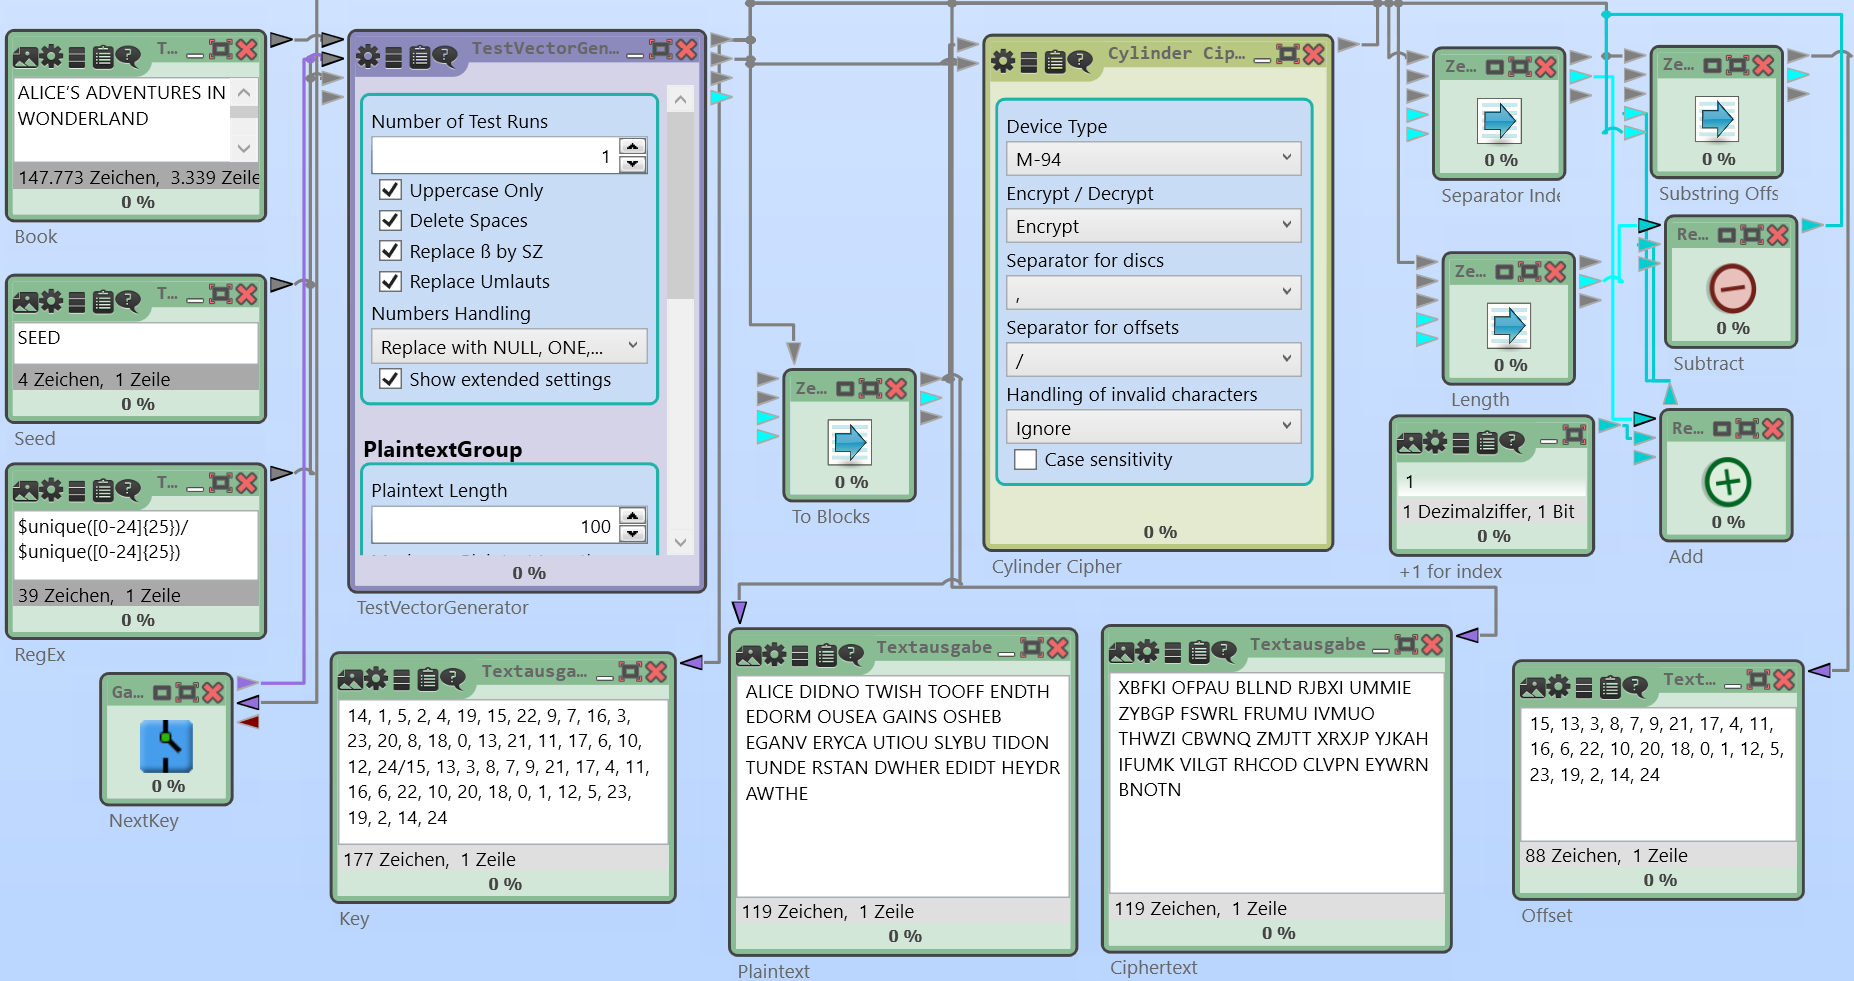 T...
ALICE'S ADVENTURES IN
WONDERLAND
147.773 Zeichen, 3.339 Zeile
0 %
Book
T...
SEED
4 Zeichen, 1 Zeile
0 %
Seed
T...
$unique([0-24]{25})/
$unique([0-24]{25})
39 Zeichen, 1 Zeile
0 %
RegEx
Ga...
0 %
NextKey
TestVectorGen...
Number of Test Runs
1
Uppercase Only
Delete Spaces
Replace ß by SZ
Replace Umlauts
Numbers Handling
Replace with NULL, ONE,...
Show extended settings
PlaintextGroup
Plaintext Length
100
0 %
TestVectorGenerator
Textausga...
14, 1, 5, 2, 4, 19, 15, 22, 9, 7, 16, 3,
23, 20, 8, 18, 0, 13, 21, 11, 17, 6, 10,
12, 24/15, 13, 3, 8, 7, 9, 21, 17, 4, 11,
16, 6, 22, 10, 20, 18, 0, 1, 12, 5, 23,
19, 2, 14, 24
177 Zeichen, 1 Zeile
0 %
Key
Ze...
0 %
To Blocks
Cylinder Cip...
Device Type
M-94
Encrypt / Decrypt
Encrypt
Separator for discs
,
Separator for offsets
/
Handling of invalid characters
Ignore
Case sensitivity
0 %
Cylinder Cipher
Textausgabe
ALICE DIDNO TWISH TOOFF ENDTH
EDORM OUSEA GAINS OSHEB
EGANV ERYCA UTIOU SLYBU TIDON
TUNDE RSTAN DWHER EDIDT HEYDR
AWTHE
119 Zeichen, 1 Zeile
0 %
Plaintext
Textausgabe
XBFKI OFPAU BLLND RJBXI UMMIE
ZYBGP FSWRL FRUMU IVMUO
THWZI CBWNQ ZMJTT XRXJP YJKAH
IFUMK VILGT RHCOD CLVPN EYWRN
BNOTN
119 Zeichen, 1 Zeile
0 %
Ciphertext
Ze...
0 %
Separator Inde
Ze...
0 %
Substring Offs
Re...
0 %
Subtract
Ze...
0 %
Length
1
1 Dezimalziffer, 1 Bit
0 %
+1 for index
Re...
0 %
Add
Text...
15, 13, 3, 8, 7, 9, 21, 17, 4, 11,
16, 6, 22, 10, 20, 18, 0, 1, 12, 5,
23, 19, 2, 14, 24
88 Zeichen, 1 Zeile
0 %
Offset